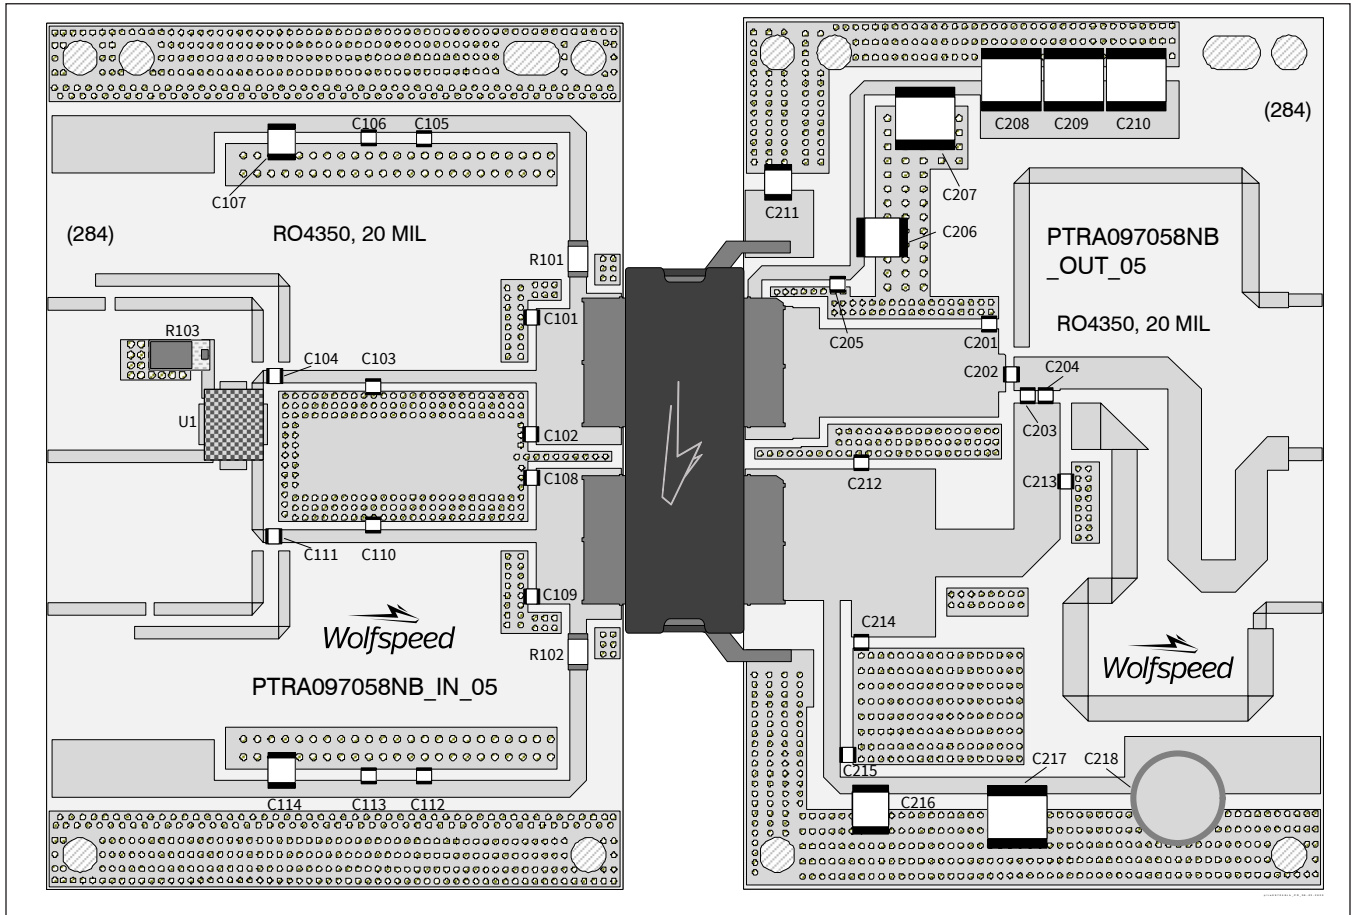 C106
C105
C107
(284)
RO4350, 20 MIL
R101
C101
R103
C104
C103
U1
C102
C108
C111
C110
C109
Wolfspeed
R102
PTRA097058NB_IN_05
C114
C113
C112
C208
C209
C210
(284)
C207
C211
C206
PTRA097058NB
_OUT_05
RO4350, 20 MIL
C205
C201
C202
C204
C203
C212
C213
C214
Wolfspeed
C215
C217
C218
C216